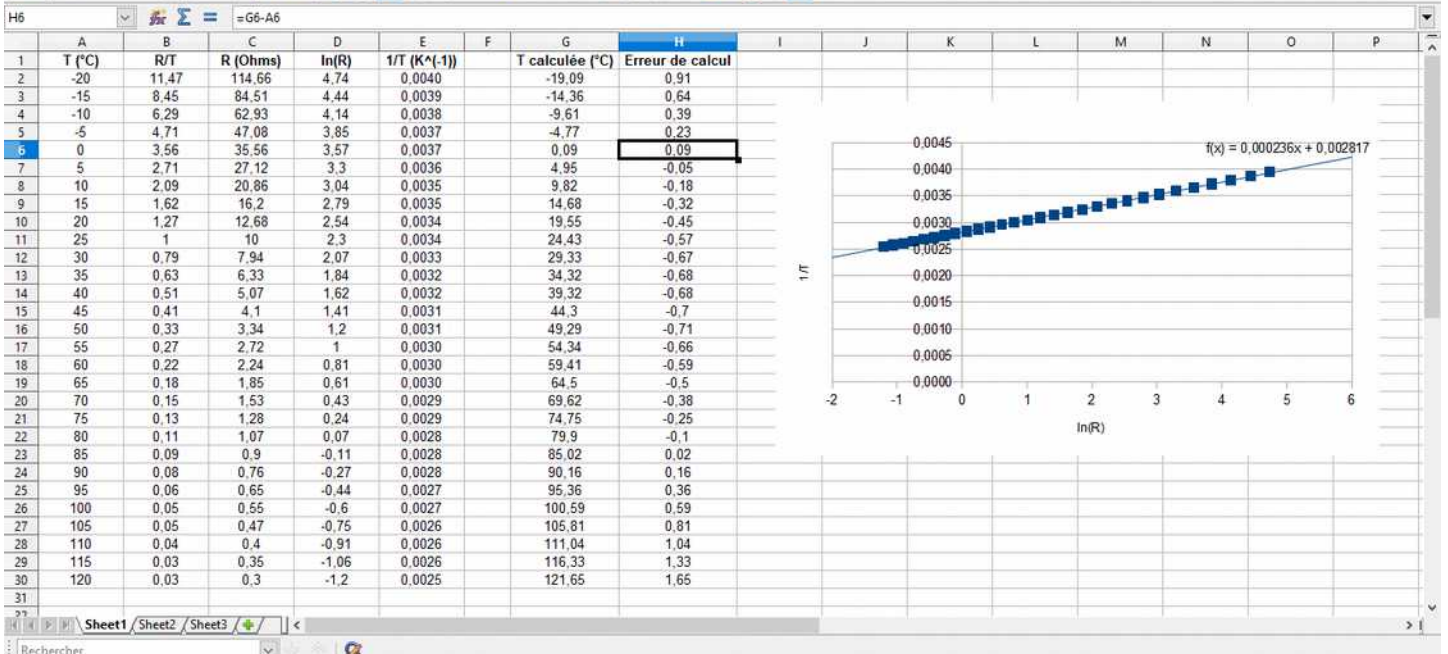 H6 =G6-A6
A B C D E F G H I J K L M N O P
1 T (°C) R/T R (Ohms) ln(R) 1/T (K^(-1)) T calculée (°C) Erreur de calcul
2 -20 11,47 114,66 4,74 0,0040 -19,09 0,91
3 -15 8,45 84,51 4,44 0,0039 -14,36 0,64
4 -10 6,29 62,93 4,14 0,0038 -9,61 0,39
5 -5 4,71 47,08 3,85 0,0037 -4,77 0,23
6 0 3,56 35,56 3,57 0,0037 0,09 0,09
7 5 2,71 27,12 3,3 0,0036 4,95 -0,05
8 10 2,09 20,86 3,04 0,0035 9,82 -0,18
9 15 1,62 16,2 2,79 0,0035 14,68 -0,32
10 20 1,27 12,68 2,54 0,0034 19,55 -0,45
11 25 1 10 2,3 0,0034 24,43 -0,57
12 30 0,79 7,94 2,07 0,0033 29,33 -0,67
13 35 0,63 6,33 1,84 0,0032 34,32 -0,68
14 40 0,51 5,07 1,62 0,0032 39,32 -0,68
15 45 0,41 4,1 1,41 0,0031 44,3 -0,7
16 50 0,33 3,34 1,2 0,0031 49,29 -0,71
17 55 0,27 2,72 1 0,0030 54,34 -0,66
18 60 0,22 2,24 0,81 0,0030 59,41 -0,59
19 65 0,18 1,85 0,61 0,0030 64,5 -0,5
20 70 0,15 1,53 0,43 0,0029 69,62 -0,38
21 75 0,13 1,28 0,24 0,0029 74,75 -0,25
22 80 0,11 1,07 0,07 0,0028 79,9 -0,1
23 85 0,09 0,9 -0,11 0,0028 85,02 0,02
24 90 0,08 0,76 -0,27 0,0028 90,16 0,16
25 95 0,06 0,65 -0,44 0,0027 95,36 0,36
26 100 0,05 0,55 -0,6 0,0027 100,59 0,59
27 105 0,05 0,47 -0,75 0,0026 105,81 0,81
28 110 0,04 0,4 -0,91 0,0026 111,04 1,04
29 115 0,03 0,35 -1,06 0,0026 116,33 1,33
30 120 0,03 0,3 -1,2 0,0025 121,65 1,65
31
f(x) = 0,000236x + 0,002817
0,0045
0,0040
0,0035
0,0030
0,0025
0,0020
0,0015
0,0010
0,0005
0,0000
1/T
-2 -1 0 1 2 3 4 5 6
ln(R)
Sheet1 Sheet2 Sheet3
Rechercher